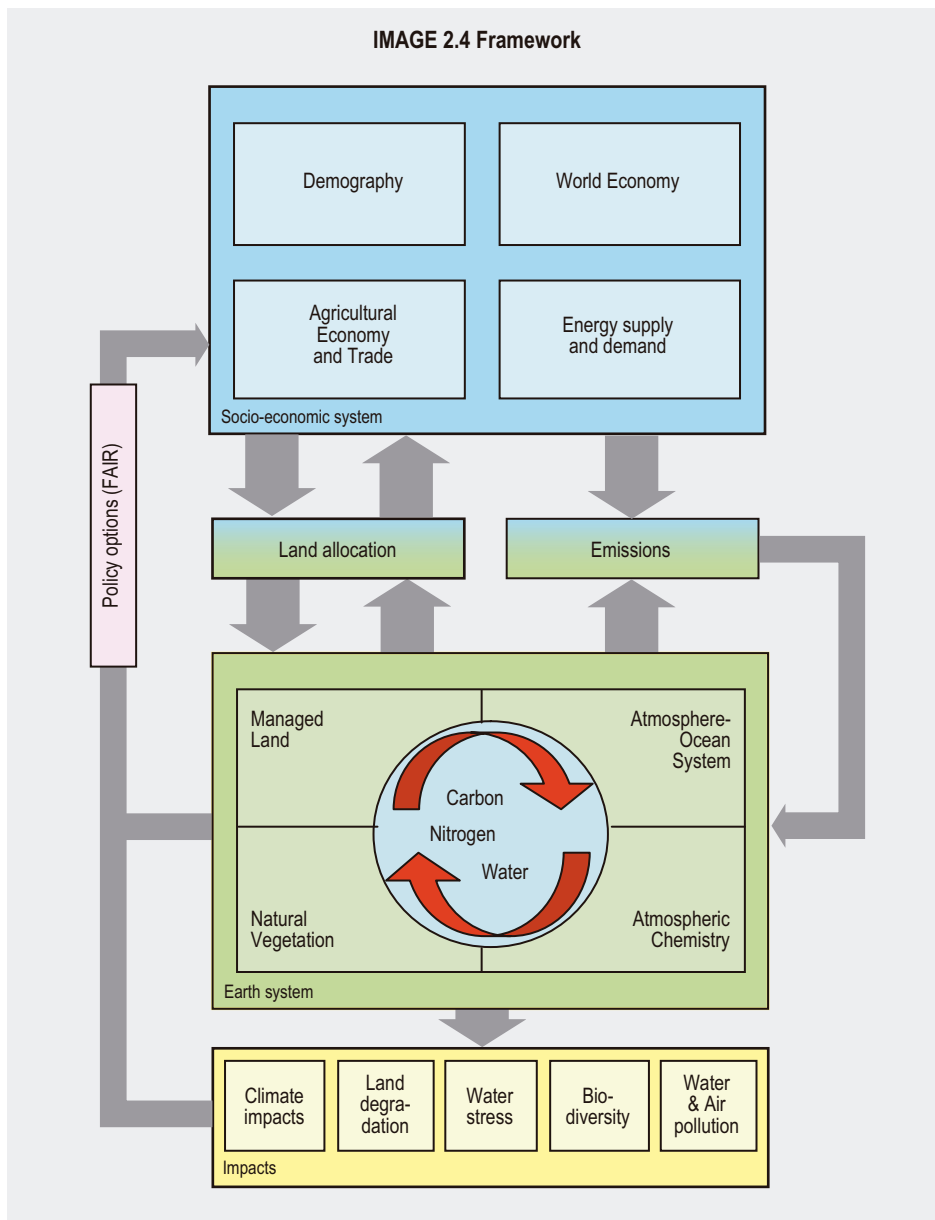 IMAGE 2.4 Framework
Demography
World Economy
Agricultural
Economy
and Trade
Energy supply
and demand
Socio-economic system
Policy options (FAIR)
Land allocation
Emissions
Managed
Land
Atmosphere-
Ocean
System
Carbon
Nitrogen
Water
Natural
Vegetation
Atmospheric
Chemistry
Earth system
Climate
impacts
Land
degra-
dation
Water
stress
Bio-
diversity
Water
& Air
pollution
Impacts